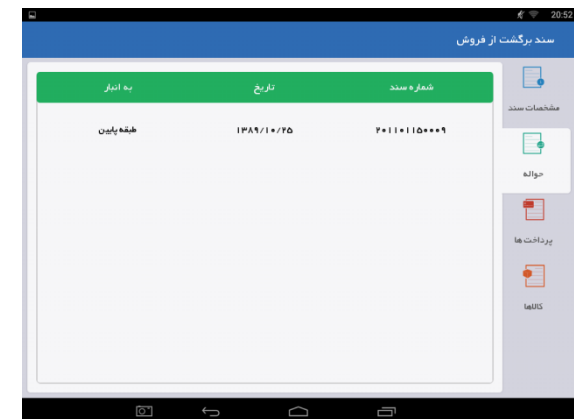 20:52
سند برگشت از فروش
مشخصات سند
حواله
پرداخت ها
کالاها
شماره سند تاریخ به انبار
۲۰۱۱۰۱۱۵۰۰۰۹ ۱۳۸۹/۱۰/۲۵ طبقه پایین